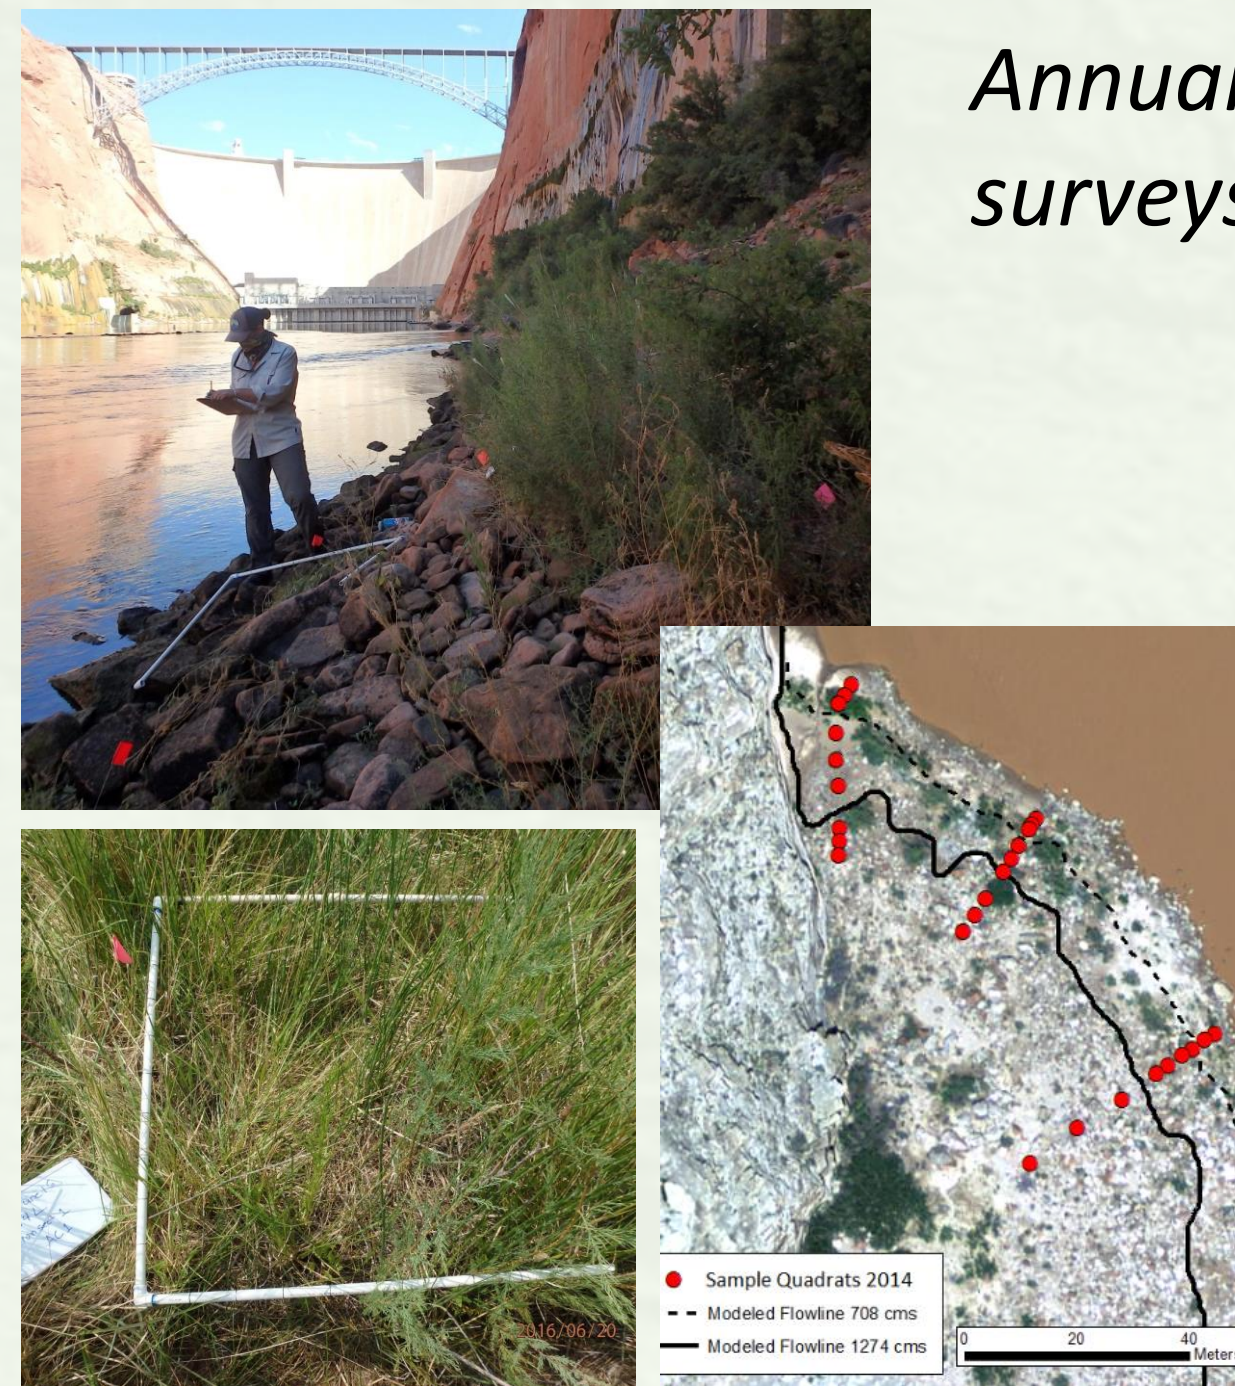 Annual
surveys
Sample Quadrats 2014
Modeled Flowline 708 cms
Modeled Flowline 1274 cms
0 20 40
Meters
2016/06/20